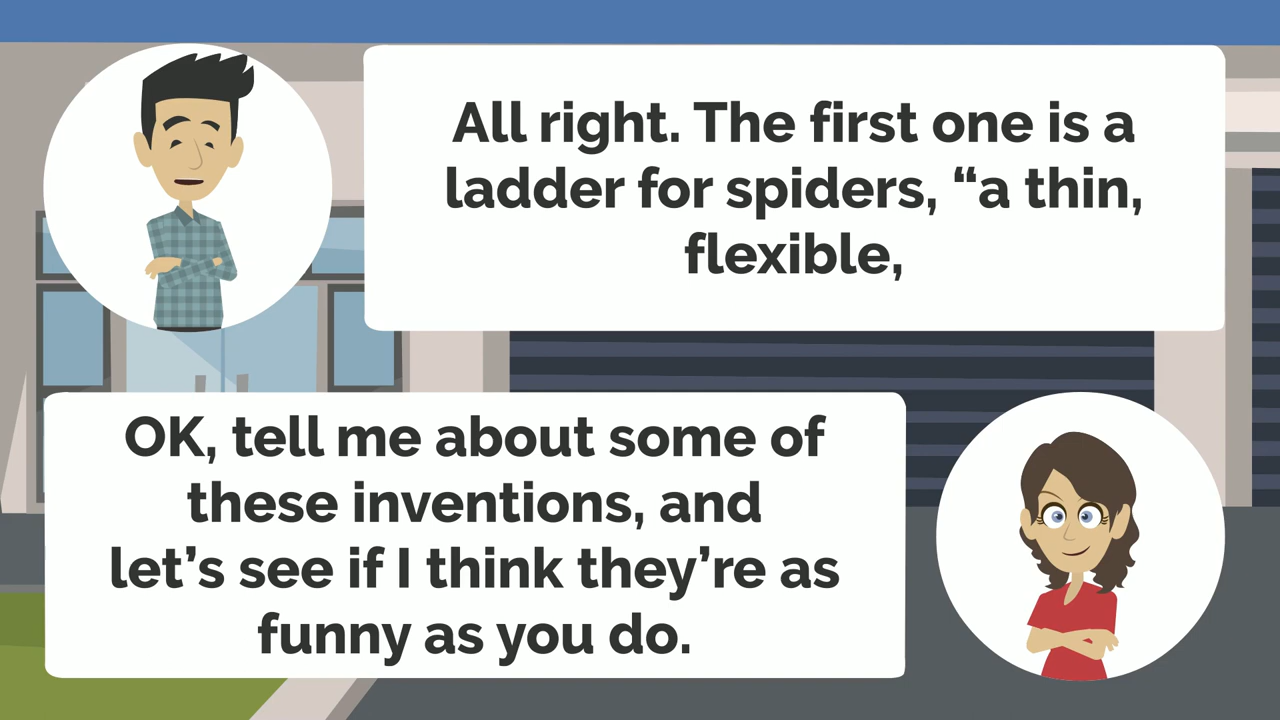 All right. The first one is a
ladder for spiders, “a thin,
flexible,
OK, tell me about some of
these inventions, and
let’s see if I think they’re as
funny as you do.